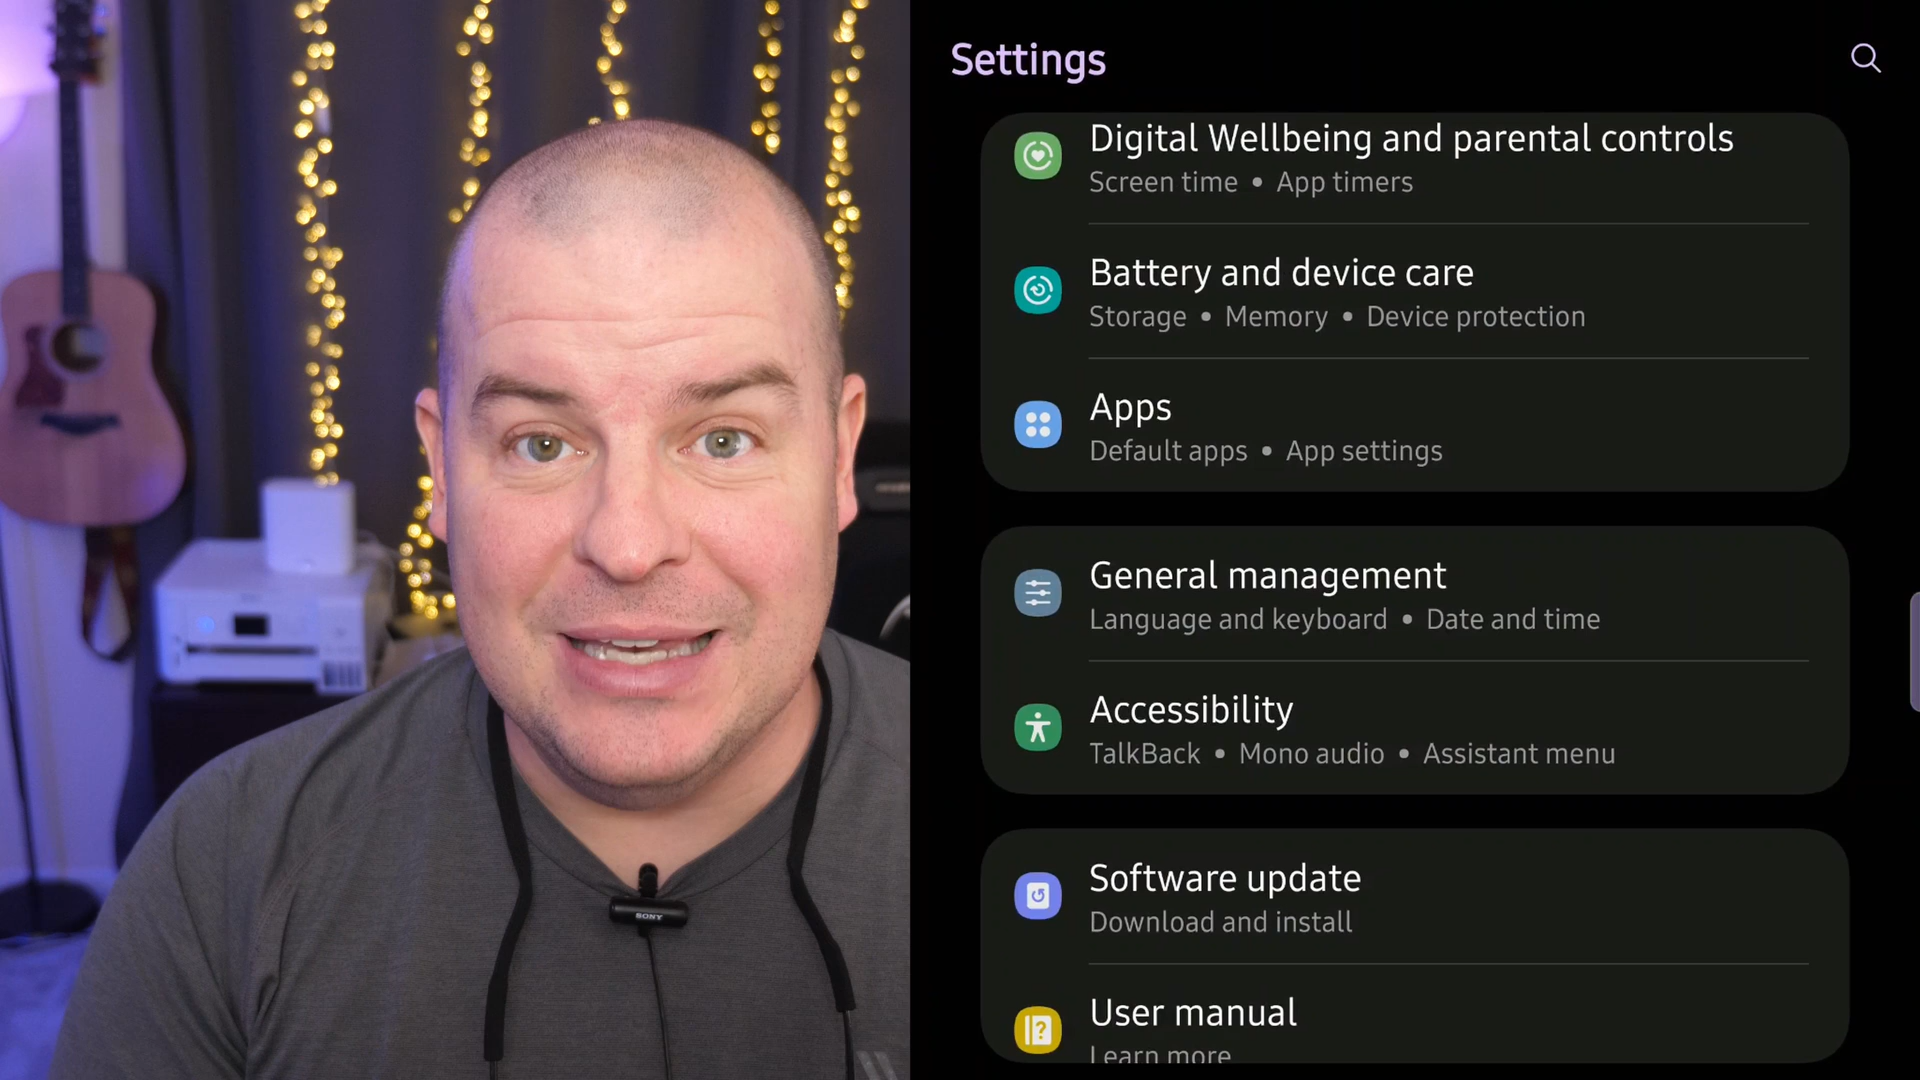 Settings
Digital Wellbeing and parental controls
Screen time • App timers
Battery and device care
Storage • Memory • Device protection
Apps
Default apps • App settings
General management
Language and keyboard • Date and time
Accessibility
TalkBack • Mono audio • Assistant menu
Software update
Download and install
User manual
Learn more
SONY